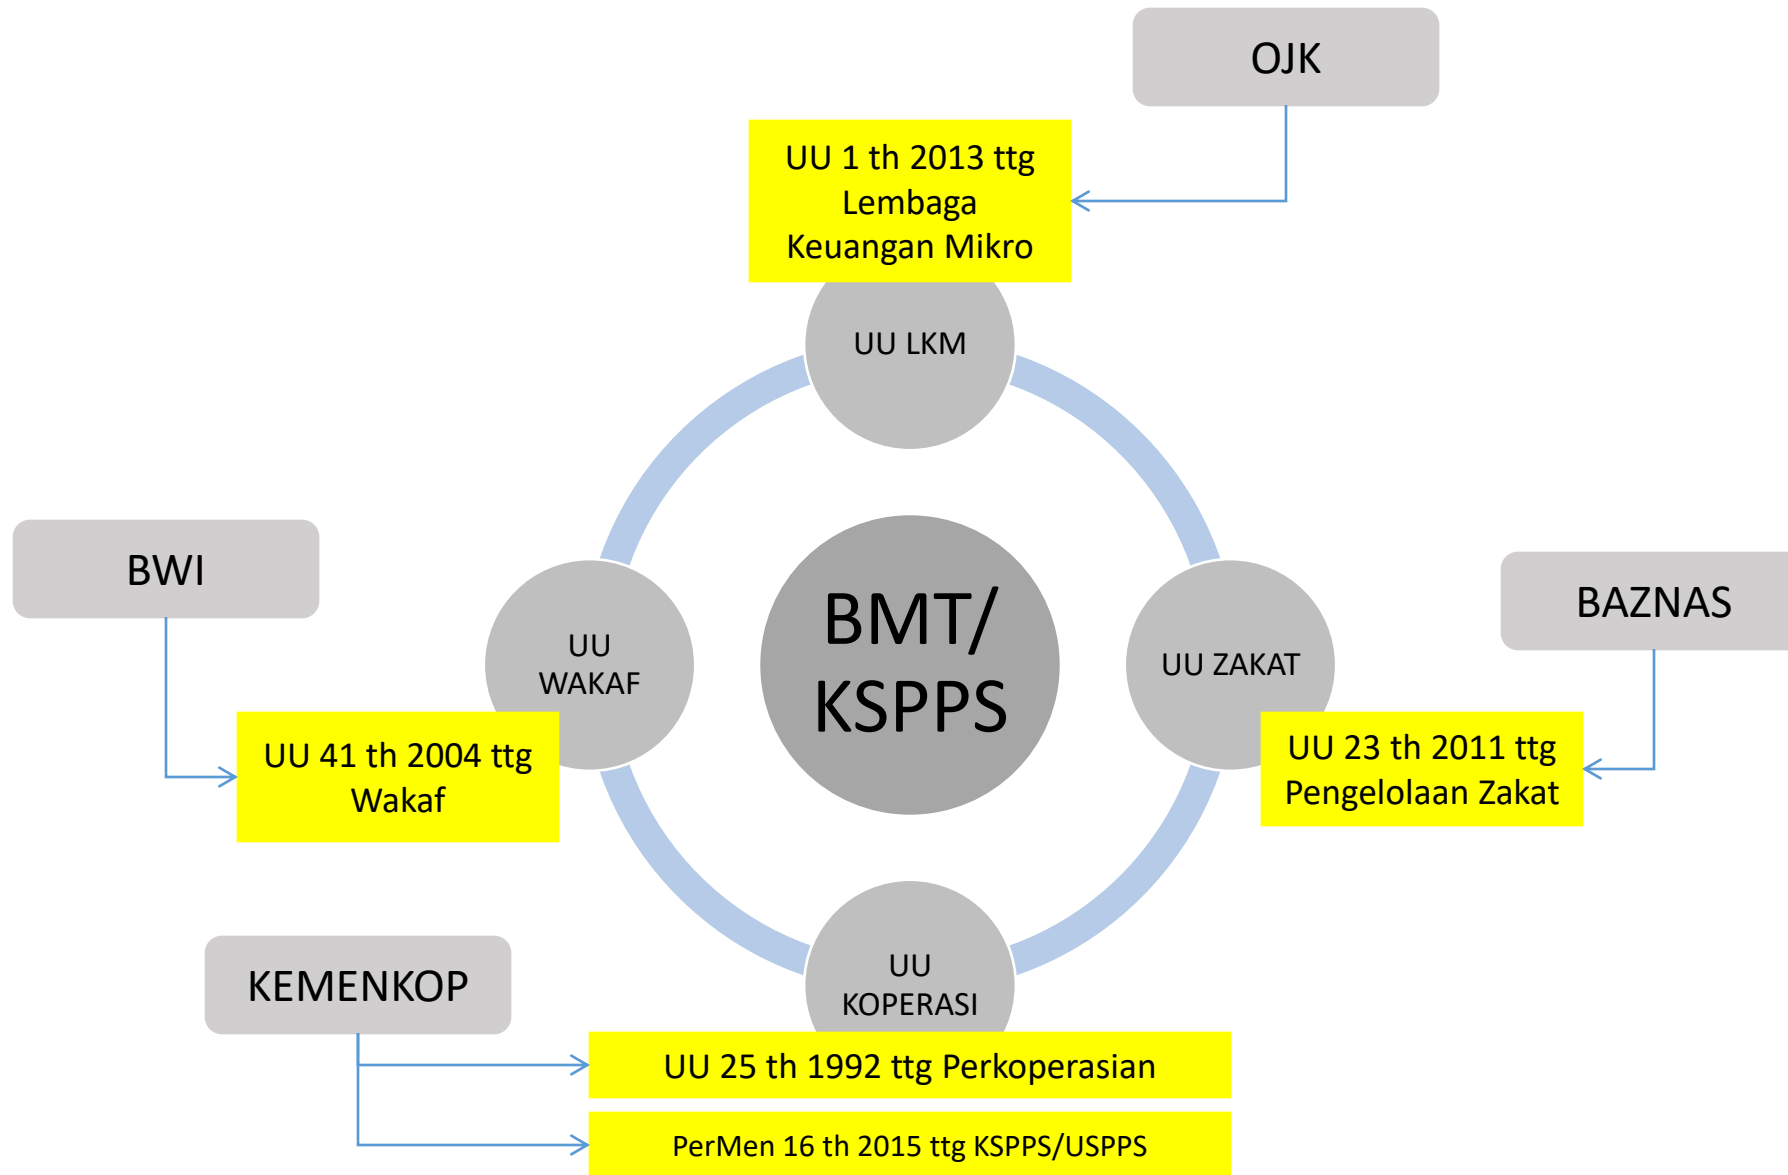 OJK
UU 1 th 2013 ttg
Lembaga
Keuangan Mikro
UU LKM
BWI
BMT/
KSPPS
BAZNAS
UU
WAKAF
UU ZAKAT
UU 41 th 2004 ttg
Wakaf
UU 23 th 2011 ttg
Pengelolaan Zakat
KEMENKOP
UU
KOPERASI
UU 25 th 1992 ttg Perkoperasian
PerMen 16 th 2015 ttg KSPPS/USPPS